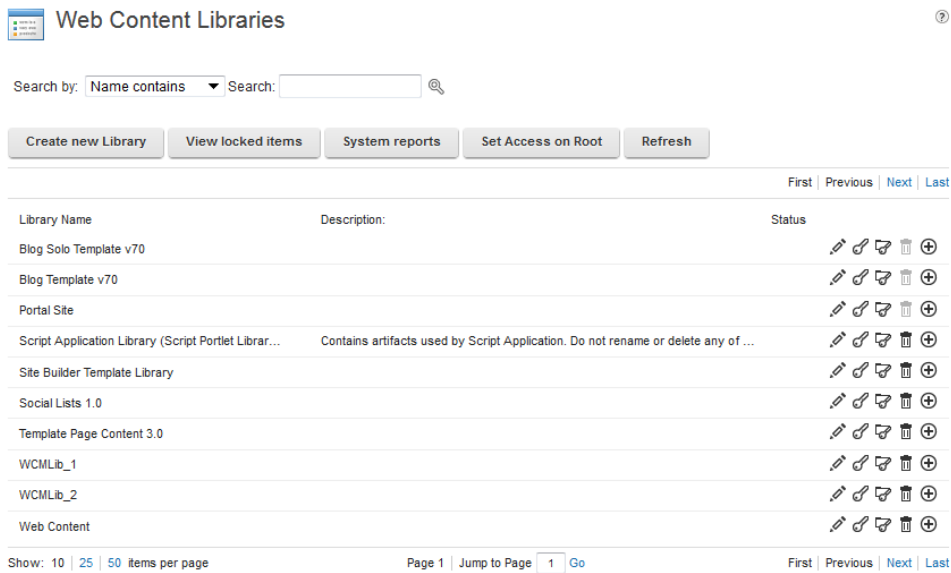 Web Content Libraries
?
Search by: Name contains Search:
Create new Library View locked items System reports Set Access on Root Refresh
First Previous Next Last
Library Name Description: Status
Blog Solo Template v70
Blog Template v70
Portal Site
Script Application Library (Script Portlet Librar... Contains artifacts used by Script Application. Do not rename or delete any of ...
Site Builder Template Library
Social Lists 1.0
Template Page Content 3.0
WCMLib_1
WCMLib_2
Web Content
Show: 10 25 50 items per page Page 1 Jump to Page 1 Go First Previous Next Last